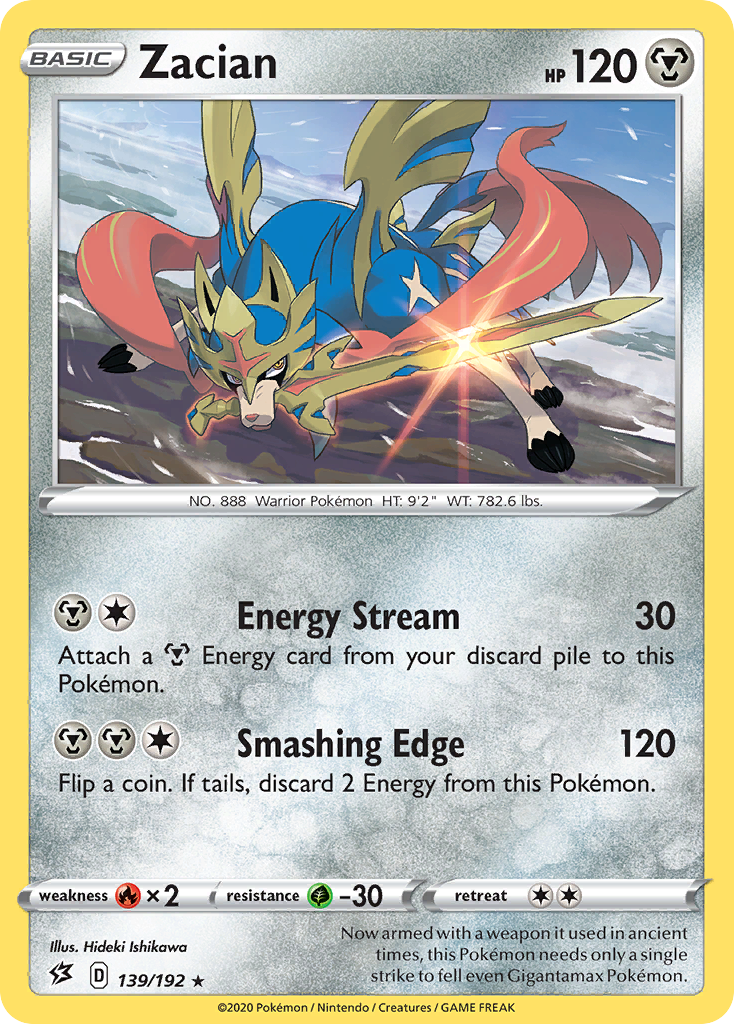 BASIC Zacian HP 120
NO. 888 Warrior Pokémon HT: 9'2" WT: 782.6 lbs.
Energy Stream 30
Attach a Energy card from your discard pile to this
Pokémon.
Smashing Edge 120
Flip a coin. If tails, discard 2 Energy from this Pokémon.
weakness ×2 resistance -30 retreat
Illus. Hideki Ishikawa
D 139/192 ★
Now armed with a weapon it used in ancient
times, this Pokémon needs only a single
strike to fell even Gigantamax Pokémon.
©2020 Pokémon / Nintendo / Creatures / GAME FREAK